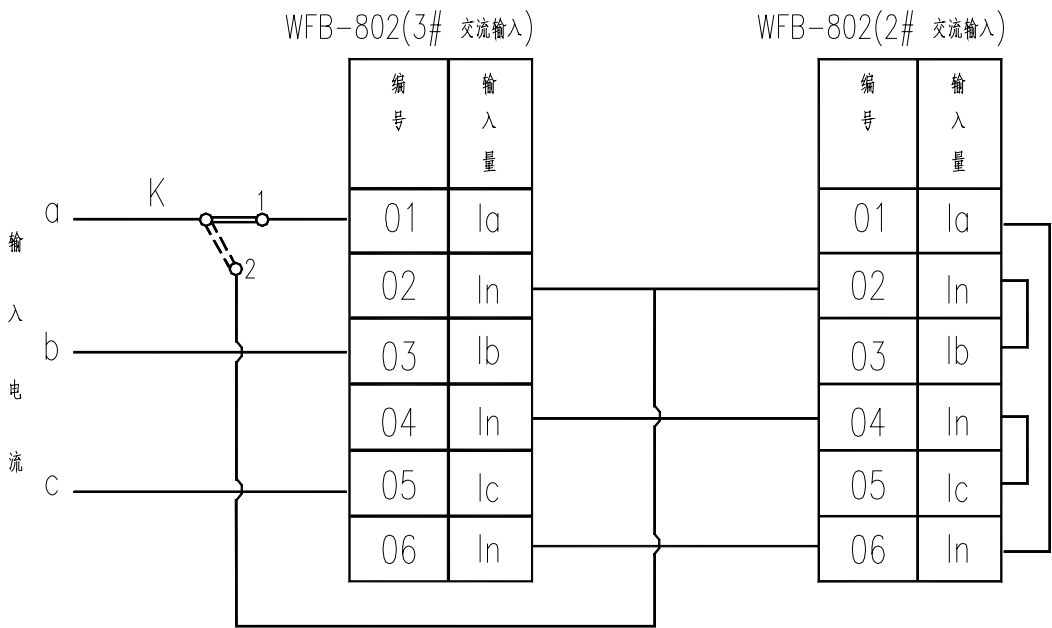 WFB-802(3# 交流输入)
WFB-802(2# 交流输入)
编号 输入量
01 Ia
02 In
03 Ib
04 In
05 Ic
06 In
编号 输入量
01 Ia
02 In
03 Ib
04 In
05 Ic
06 In
输入电流
a
K
1
2
b
c